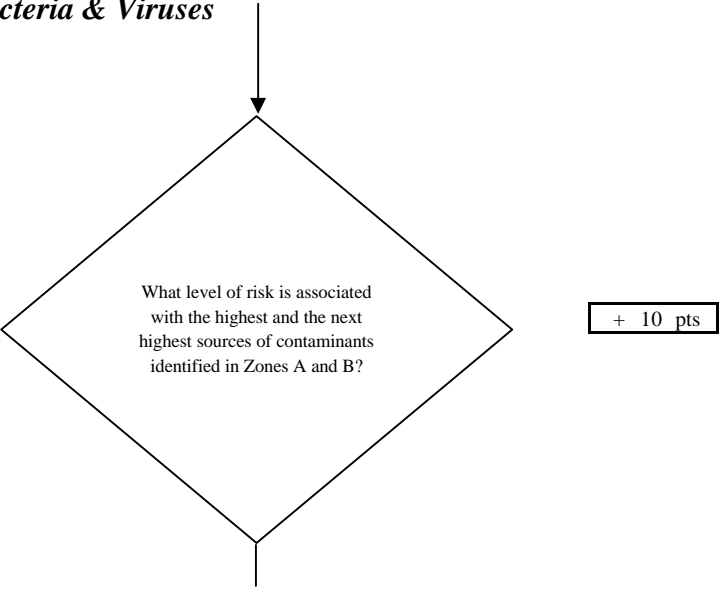 cteria & Viruses
What level of risk is associated
with the highest and the next
highest sources of contaminants
identified in Zones A and B?
+ 10 pts